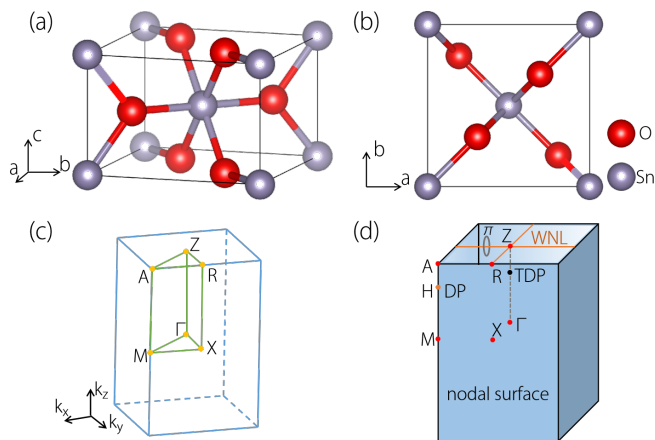 (a)
c
a
b
(b)
b
a
O
Sn
(c)
Z
A
R
Γ
M
X
k_z
k_x
k_y
(d)
π
Z
WNL
A
R
TDP
H
DP
Γ
X
M
nodal surface